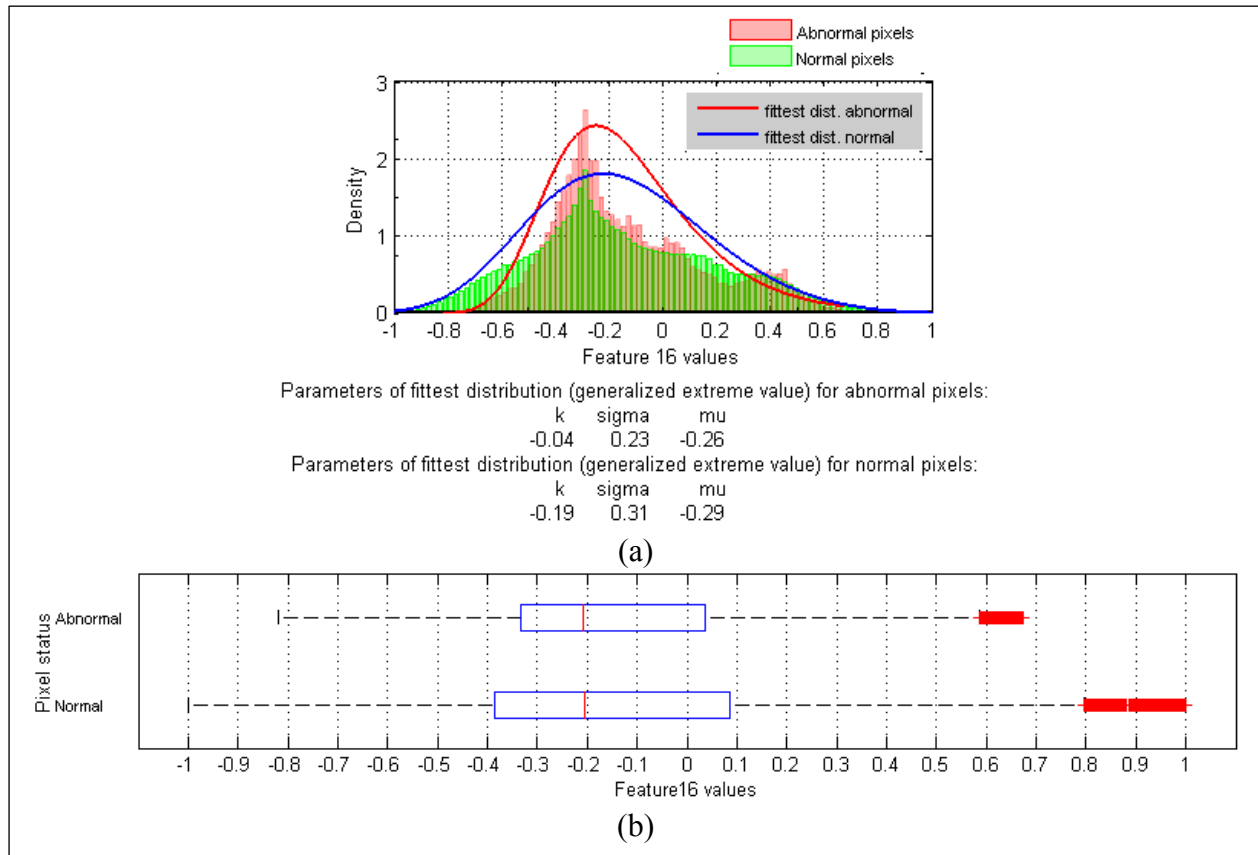 Abnormal pixels
Normal pixels
fittest dist. abnormal
fittest dist. normal
3
2
1
0
Density
-1 -0.8 -0.6 -0.4 -0.2 0 0.2 0.4 0.6 0.8 1
Feature 16 values
Parameters of fittest distribution (generalized extreme value) for abnormal pixels:
k sigma mu
-0.04 0.23 -0.26
Parameters of fittest distribution (generalized extreme value) for normal pixels:
k sigma mu
-0.19 0.31 -0.29
(a)
Pixel status
Abnormal
Normal
-1 -0.9 -0.8 -0.7 -0.6 -0.5 -0.4 -0.3 -0.2 -0.1 0 0.1 0.2 0.3 0.4 0.5 0.6 0.7 0.8 0.9 1
Feature16 values
(b)